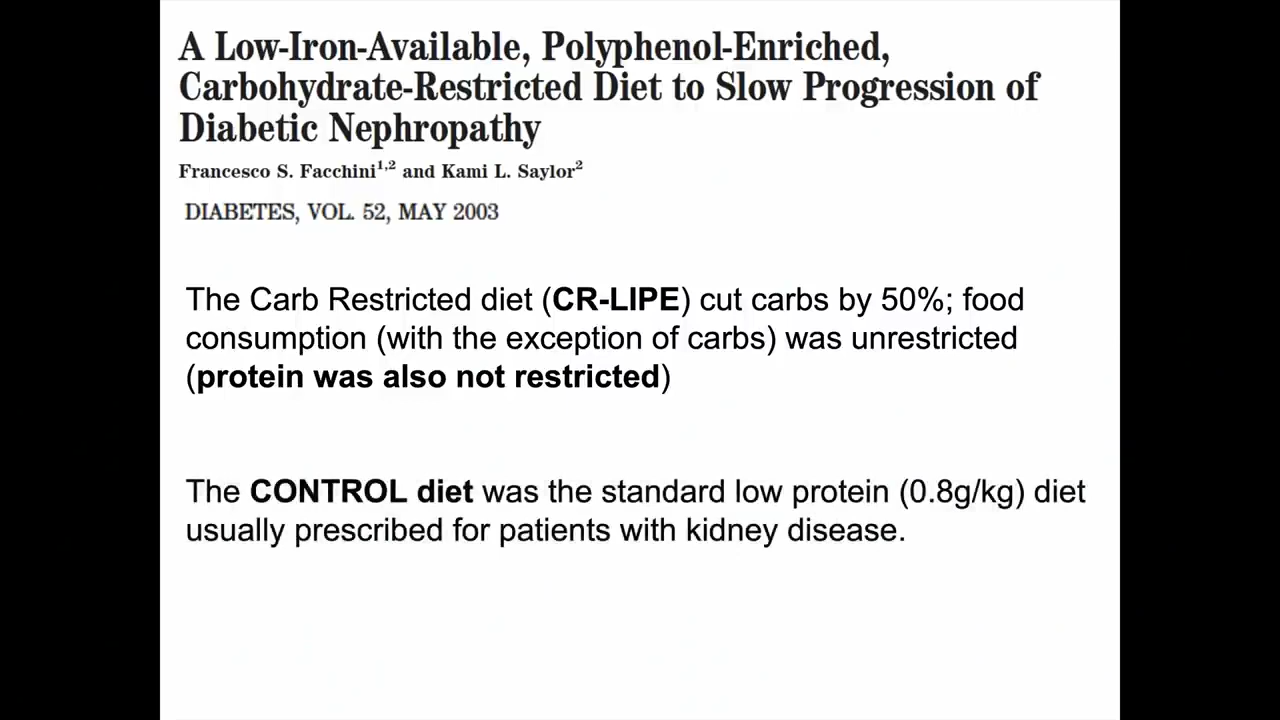 A Low-Iron-Available, Polyphenol-Enriched,
Carbohydrate-Restricted Diet to Slow Progression of
Diabetic Nephropathy
Francesco S. Facchini1,2 and Kami L. Saylor2
DIABETES, VOL. 52, MAY 2003
The Carb Restricted diet (CR-LIPE) cut carbs by 50%; food
consumption (with the exception of carbs) was unrestricted
(protein was also not restricted)
The CONTROL diet was the standard low protein (0.8g/kg) diet
usually prescribed for patients with kidney disease.